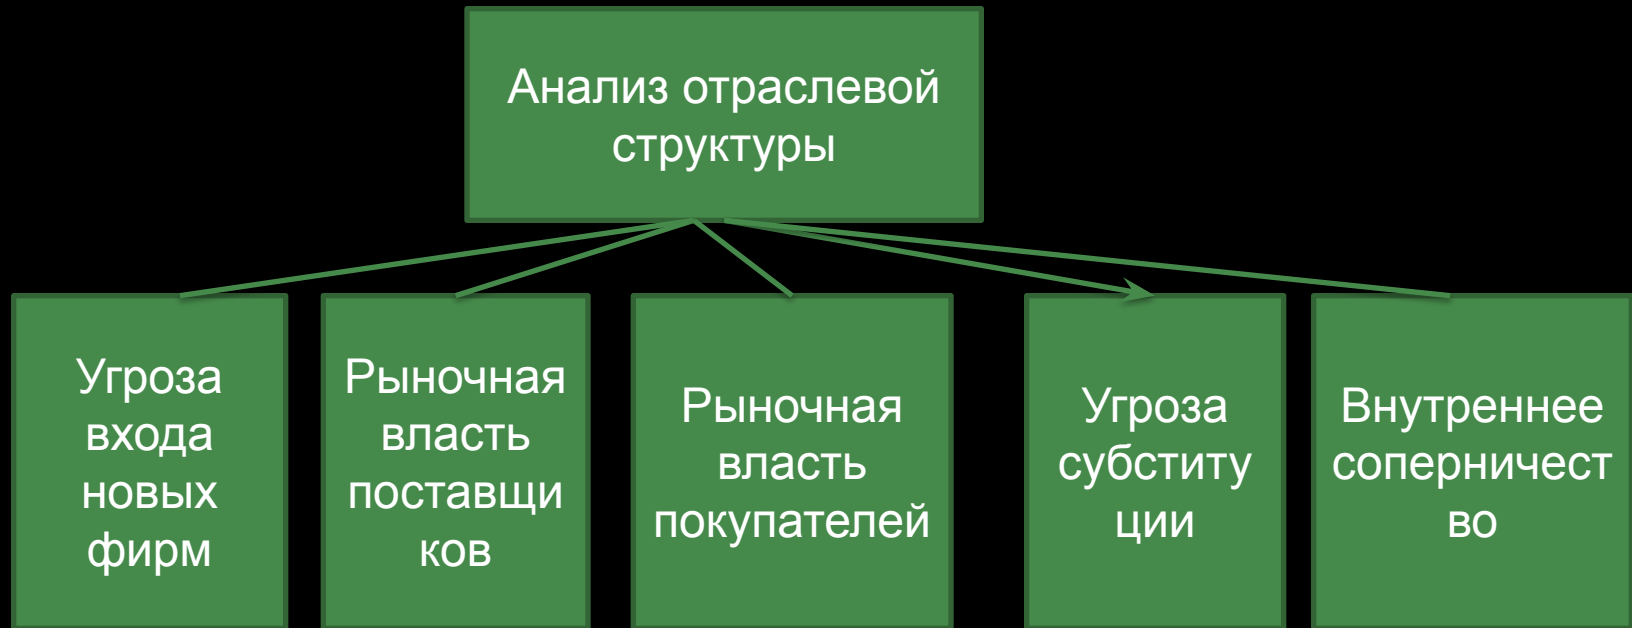 Анализ отраслевой
структуры
Угроза
входа
новых
фирм
Рыночная
власть
поставщи
ков
Рыночная
власть
покупателей
Угроза
субститу
ции
Внутреннее
соперничест
во